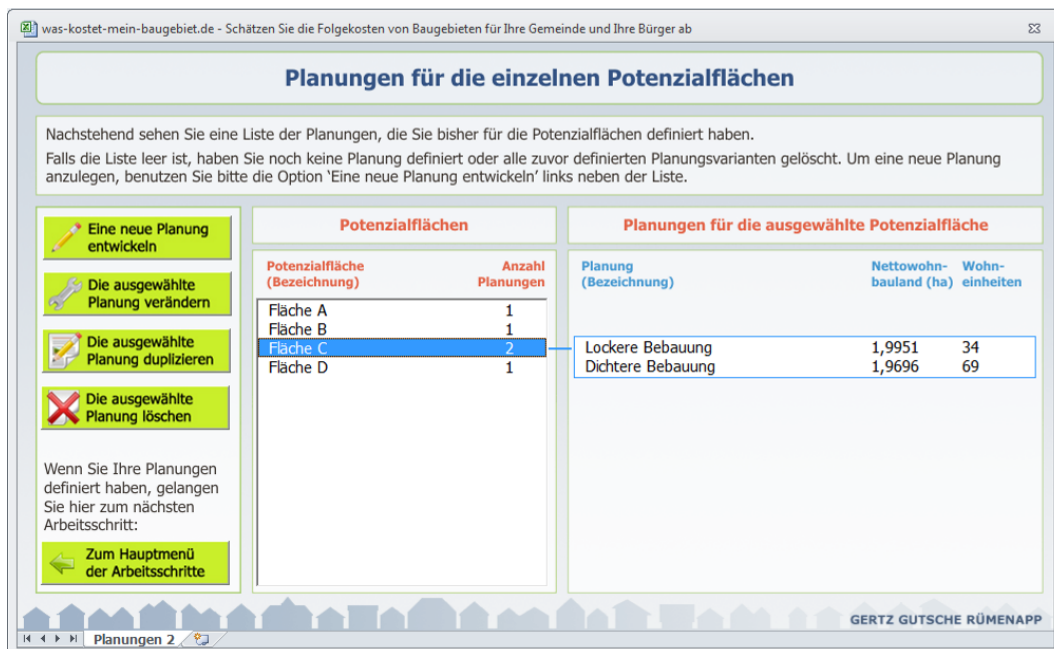 was-kostet-mein-baugebiet.de - Schätzen Sie die Folgekosten von Baugebieten für Ihre Gemeinde und Ihre Bürger ab
Planungen für die einzelnen Potenzialflächen
Nachstehend sehen Sie eine Liste der Planungen, die Sie bisher für die Potenzialflächen definiert haben.
Falls die Liste leer ist, haben Sie noch keine Planung definiert oder alle zuvor definierten Planungsvarianten gelöscht. Um eine neue Planung
anzulegen, benutzen Sie bitte die Option ‘Eine neue Planung entwickeln’ links neben der Liste.
Eine neue Planung
entwickeln
Die ausgewählte
Planung verändern
Die ausgewählte
Planung duplizieren
Die ausgewählte
Planung löschen
Wenn Sie Ihre Planungen
definiert haben, gelangen
Sie hier zum nächsten
Arbeitsschritt:
Zum Hauptmenü
der Arbeitsschritte
Potenzialflächen
Potenzialfläche Anzahl
(Bezeichnung) Planungen
Fläche A 1
Fläche B 1
Fläche C 2
Fläche D 1
Planungen für die ausgewählte Potenzialfläche
Planung Nettowohn- Wohn-
(Bezeichnung) bauland (ha) einheiten
Lockere Bebauung 1,9951 34
Dichtere Bebauung 1,9696 69
GERTZ GUTSCHE RÜMENAPP
Planungen 2